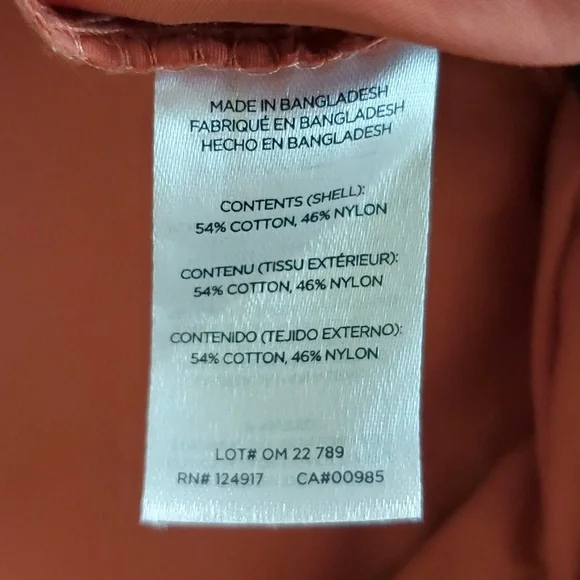 MADE IN BANGLADESH
FABRIQUÉ EN BANGLADESH
HECHO EN BANGLADESH
CONTENTS (SHELL):
54% COTTON, 46% NYLON
CONTENU (TISSU EXTÉRIEUR):
54% COTTON, 46% NYLON
CONTENIDO (TEJIDO EXTERNO):
54% COTTON, 46% NYLON
LOT# OM 22 789
RN# 124917 CA#00985